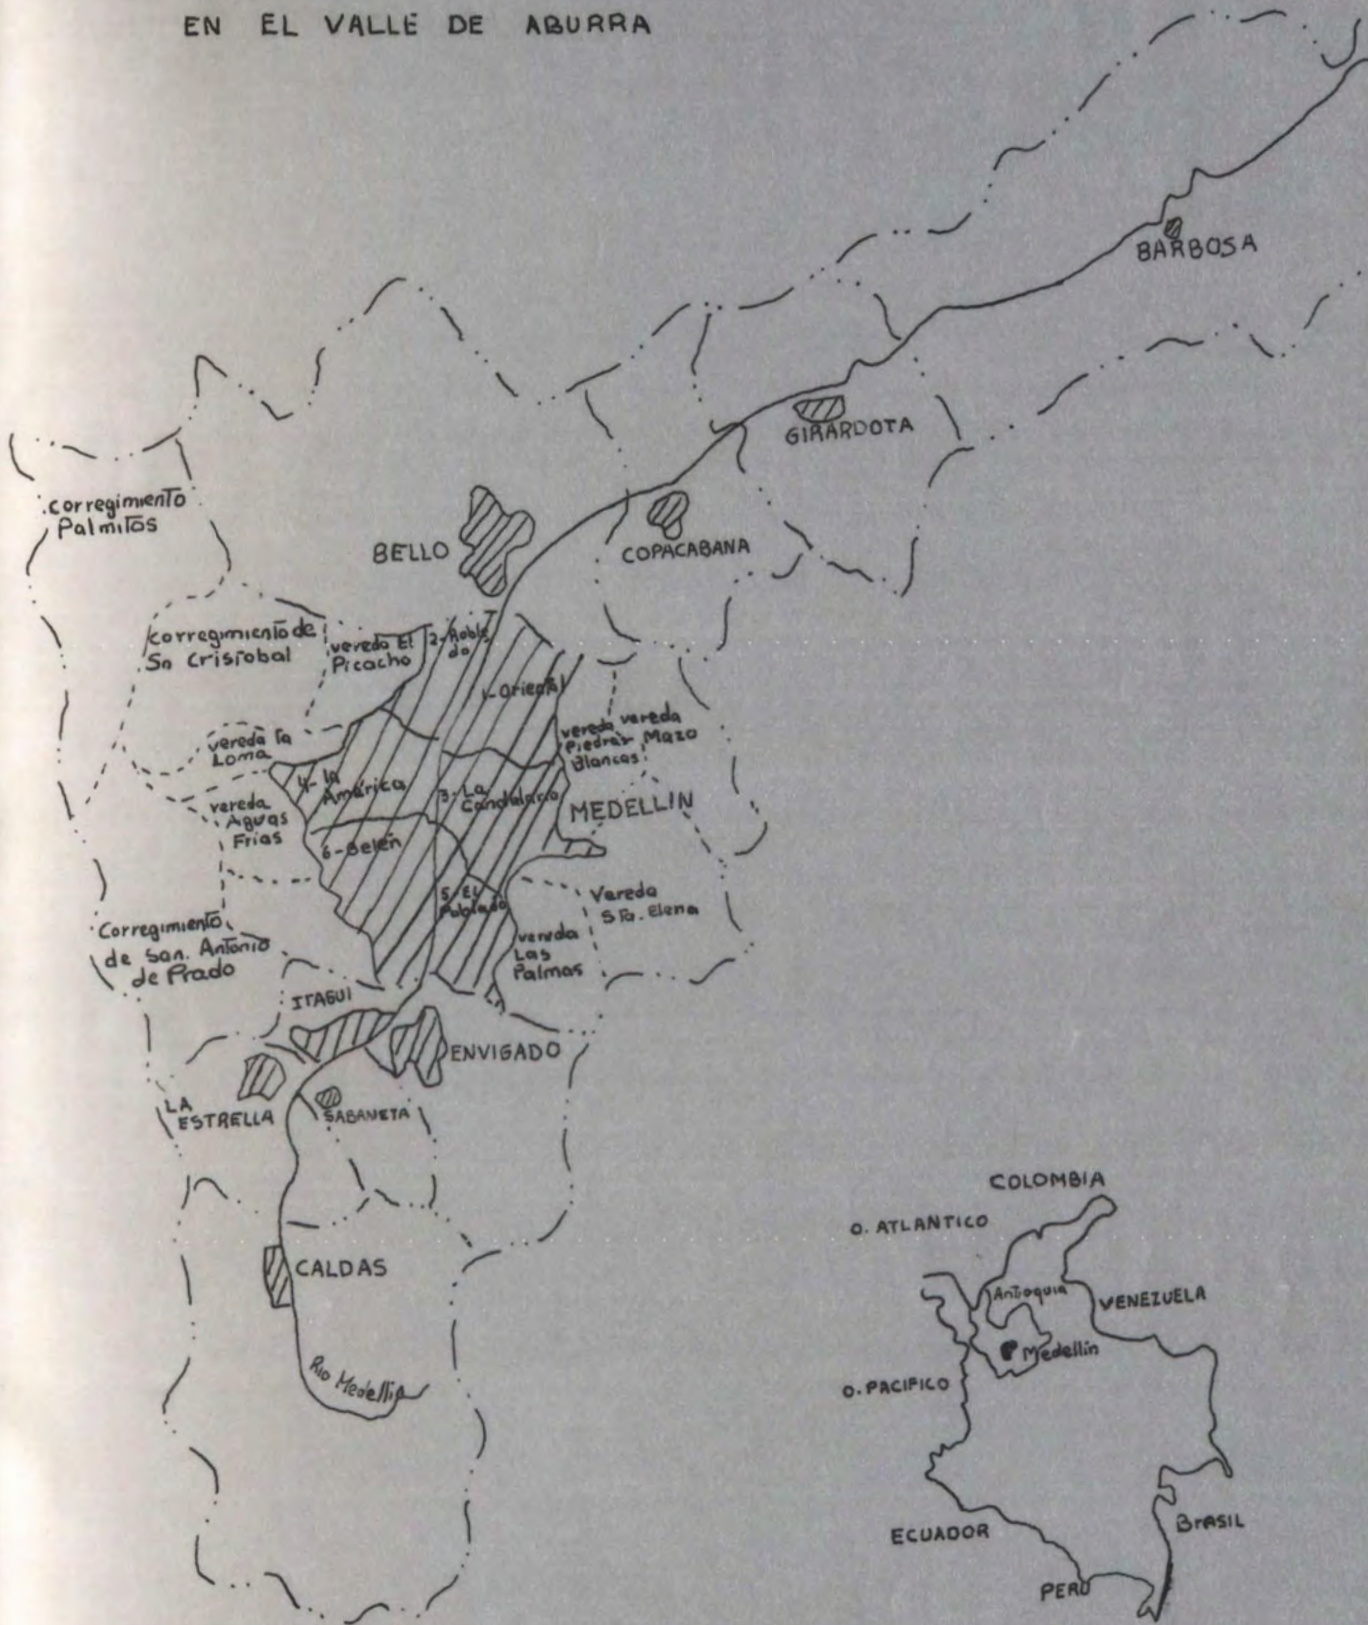 EN EL VALLE DE ABURRA
BARBOSA
GIRARDOTA
corregimiento
Palmitos
BELLO
COPACABANA
corregimiento de
Sn Cristobal
vereda El
Picacho
2-Roble
do
1-Oriental
vereda la
Loma
vereda vereda
Piedras Mazo
Blancas
4-la
América
3-La
Candelaria
MEDELLIN
vereda
Aguas
Frías
6-Belén
5-El
Poblado
Vereda
Sta. Elena
Corregimiento
de San. Antonio
de Prado
vereda
Las
Palmas
ITAGUI
ENVIGADO
LA
ESTRELLA
SABANETA
CALDAS
Rio Medellin
COLOMBIA
O. ATLANTICO
Antioquia
VENEZUELA
Medellin
O. PACIFICO
ECUADOR
BrASIL
PERU